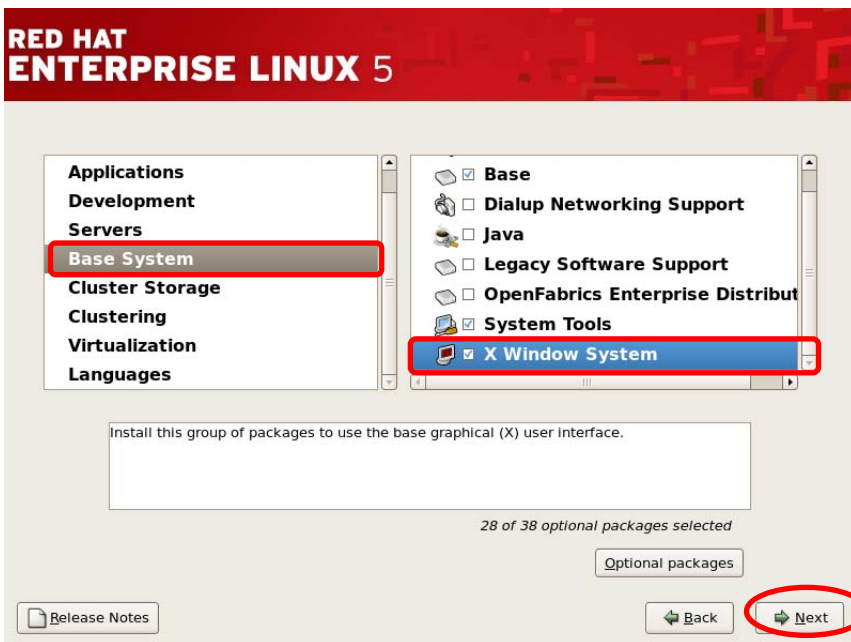 RED HAT
ENTERPRISE LINUX 5
Applications
Development
Servers
Base System
Cluster Storage
Clustering
Virtualization
Languages
Base
Dialup Networking Support
Java
Legacy Software Support
OpenFabrics Enterprise Distribut
System Tools
X Window System
Install this group of packages to use the base graphical (X) user interface.
28 of 38 optional packages selected
Optional packages
Release Notes
Back
Next